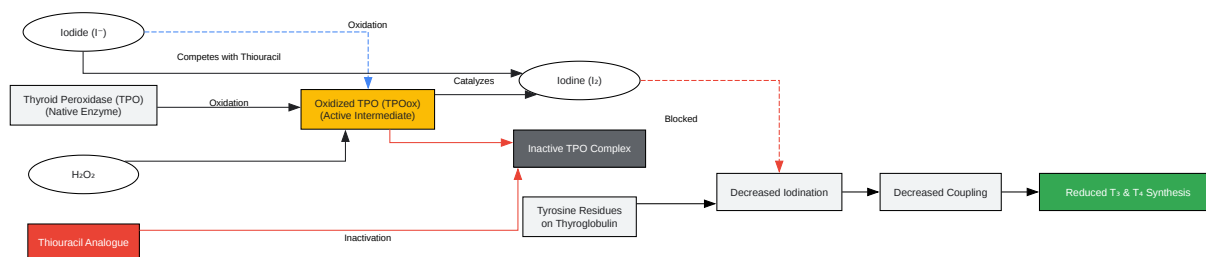 Iodide (I⁻)
Oxidation
Competes with Thiouracil
Iodine (I₂)
Catalyzes
Thyroid Peroxidase (TPO)
(Native Enzyme)
Oxidation
Oxidized TPO (TPOox)
(Active Intermediate)
Blocked
Inactive TPO Complex
H₂O₂
Decreased Iodination
Decreased Coupling
Reduced T₃ & T₄ Synthesis
Tyrosine Residues
on Thyroglobulin
Thiouracil Analogue
Inactivation